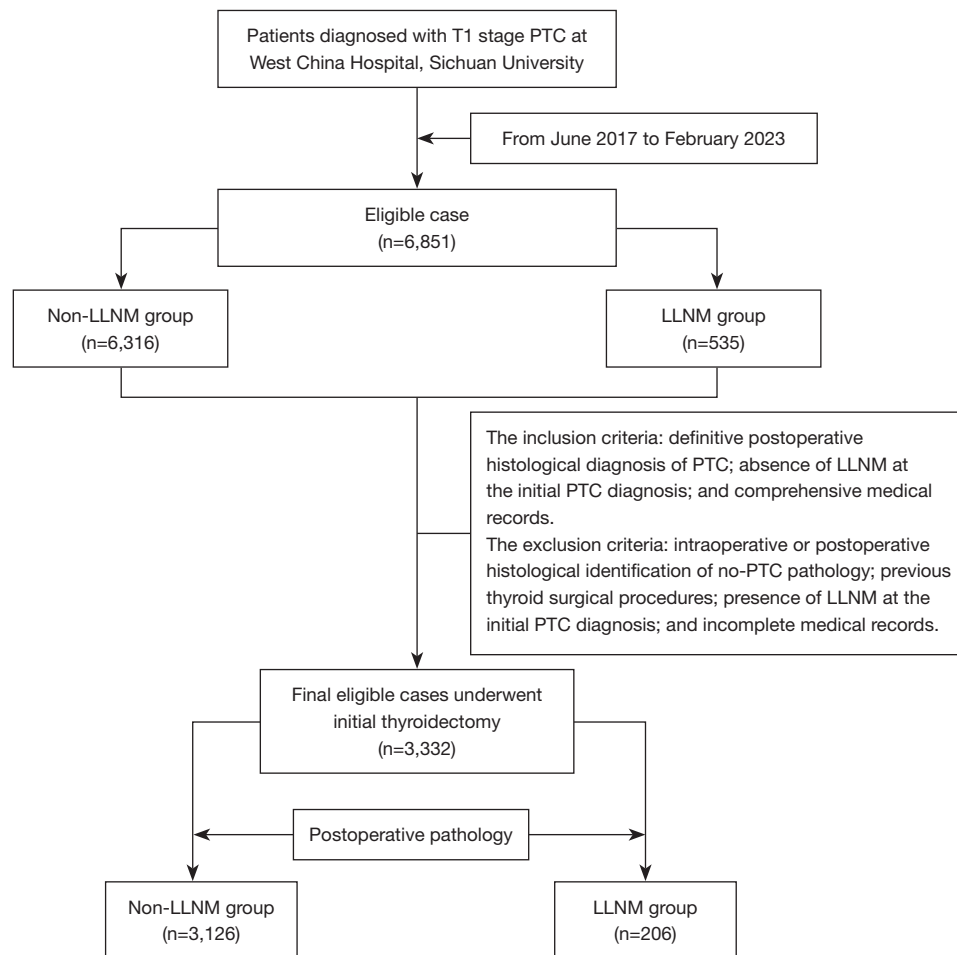 Patients diagnosed with T1 stage PTC at
West China Hospital, Sichuan University
From June 2017 to February 2023
Eligible case
(n=6,851)
Non-LLNM group
(n=6,316)
LLNM group
(n=535)
The inclusion criteria: definitive postoperative
histological diagnosis of PTC; absence of LLNM at
the initial PTC diagnosis; and comprehensive medical
records.
The exclusion criteria: intraoperative or postoperative
histological identification of no-PTC pathology; previous
thyroid surgical procedures; presence of LLNM at the
initial PTC diagnosis; and incomplete medical records.
Final eligible cases underwent
initial thyroidectomy
(n=3,332)
Postoperative pathology
Non-LLNM group
(n=3,126)
LLNM group
(n=206)